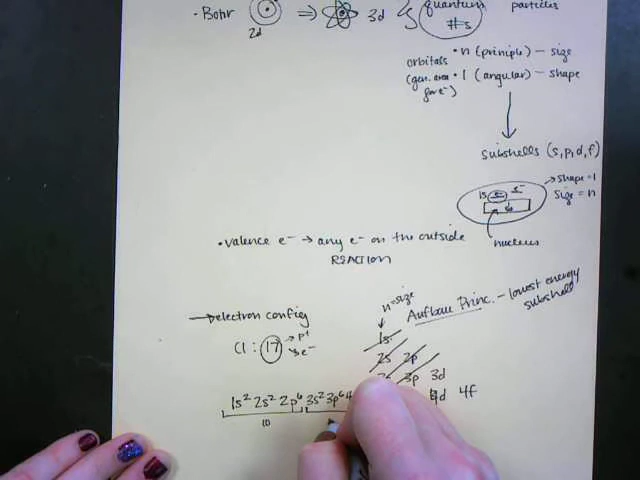 • Bohr ⇒ 3d quantum particles
2d #s
orbitals • n (priniple) – size
(gen. area • l (angular) – shape
for e⁻)
subshells (s, p, d, f)
shape = l
1s e⁻ e⁻ size = n
nucleus
• valence e⁻ → any e⁻ on the outside
REACTION
n=size
Aufbau Princ. – lowest energy
subshell
→ electron config
1s
Cl : 17 → p⁺
→ e⁻
2s 2p
3p 3d
1s² 2s² 2p⁶ 3s² 3p⁶ 4d 4f
10